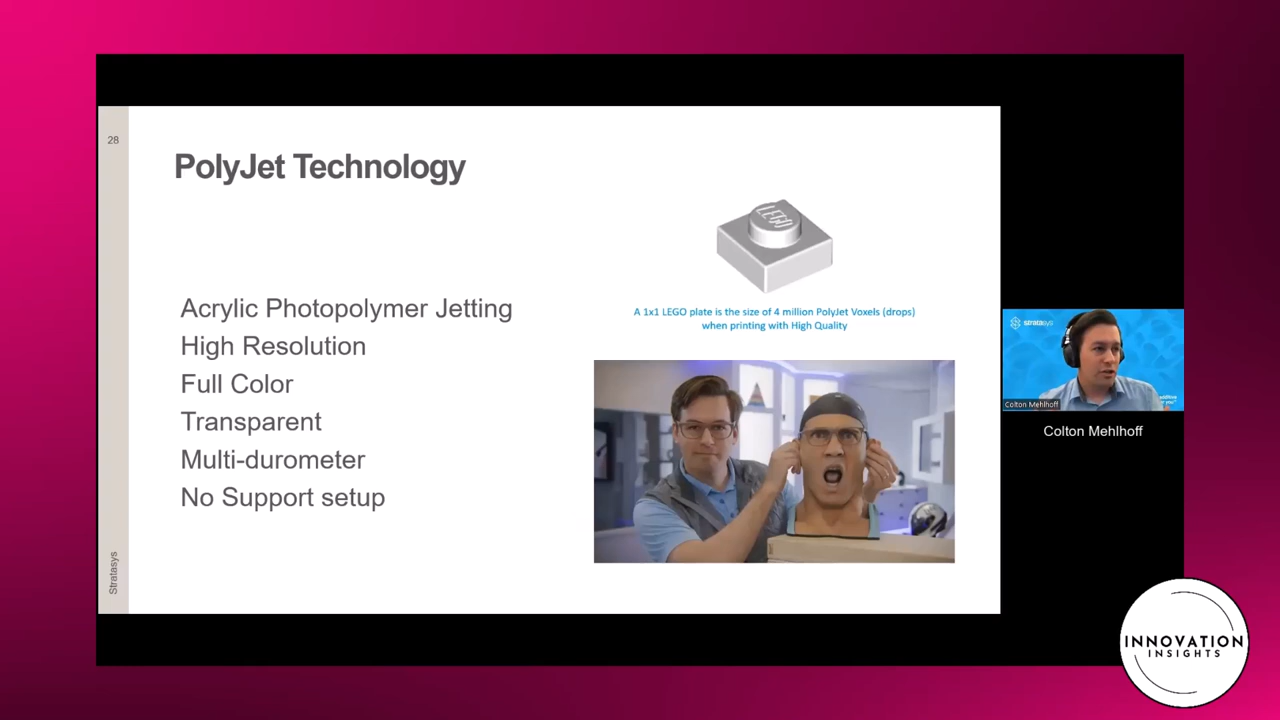 28
PolyJet Technology
LEGO
A 1x1 LEGO plate is the size of 4 million PolyJet Voxels (drops)
when printing with High Quality
Acrylic Photopolymer Jetting
High Resolution
Full Color
Transparent
Multi-durometer
No Support setup
Stratasys
stratasys
Colton Mehlhoff
Colton Mehlhoff
INNOVATION
INSIGHTS